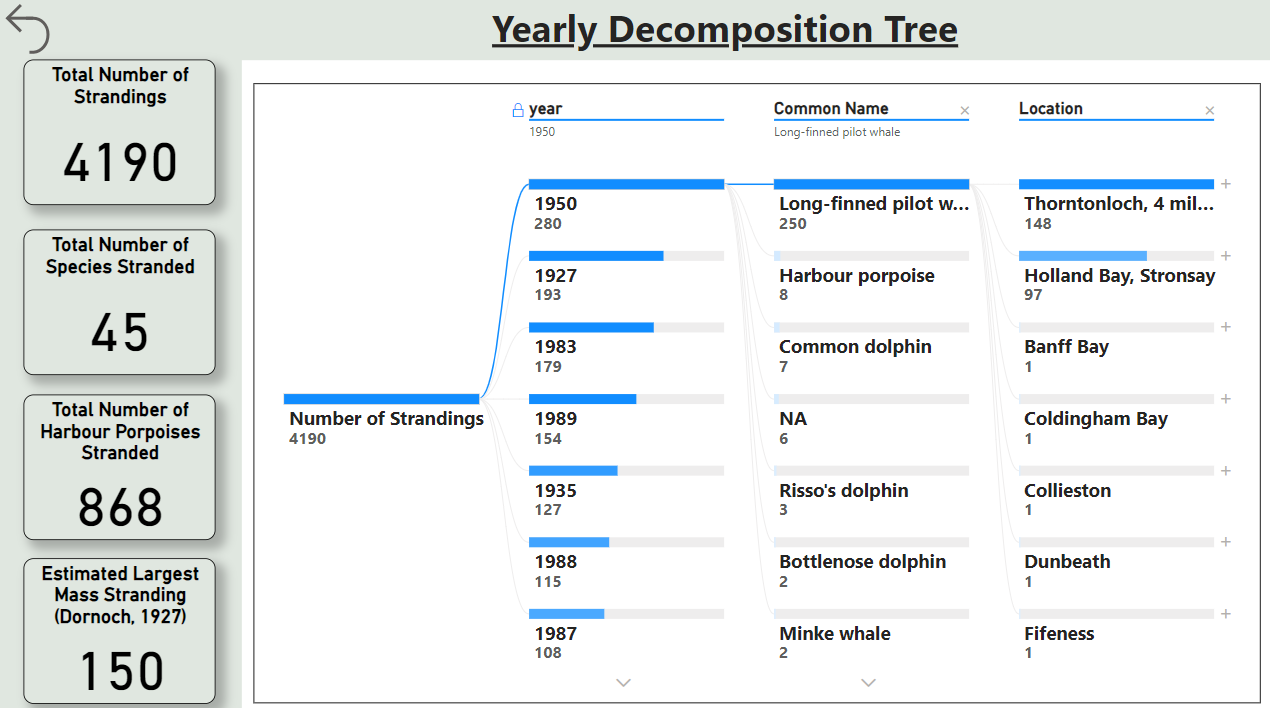 Yearly Decomposition Tree
Total Number of
Strandings
4190
Total Number of
Species Stranded
45
Total Number of
Harbour Porpoises
Stranded
868
Estimated Largest
Mass Stranding
(Dornoch, 1927)
150
Number of Strandings
4190
year
1950
1950
280
1927
193
1983
179
1989
154
1935
127
1988
115
1987
108
Common Name
Long-finned pilot whale
Long-finned pilot w...
250
Harbour porpoise
8
Common dolphin
7
NA
6
Risso's dolphin
3
Bottlenose dolphin
2
Minke whale
2
Location
Thorntonloch, 4 mil...
148
Holland Bay, Stronsay
97
Banff Bay
1
Coldingham Bay
1
Collieston
1
Dunbeath
1
Fifeness
1